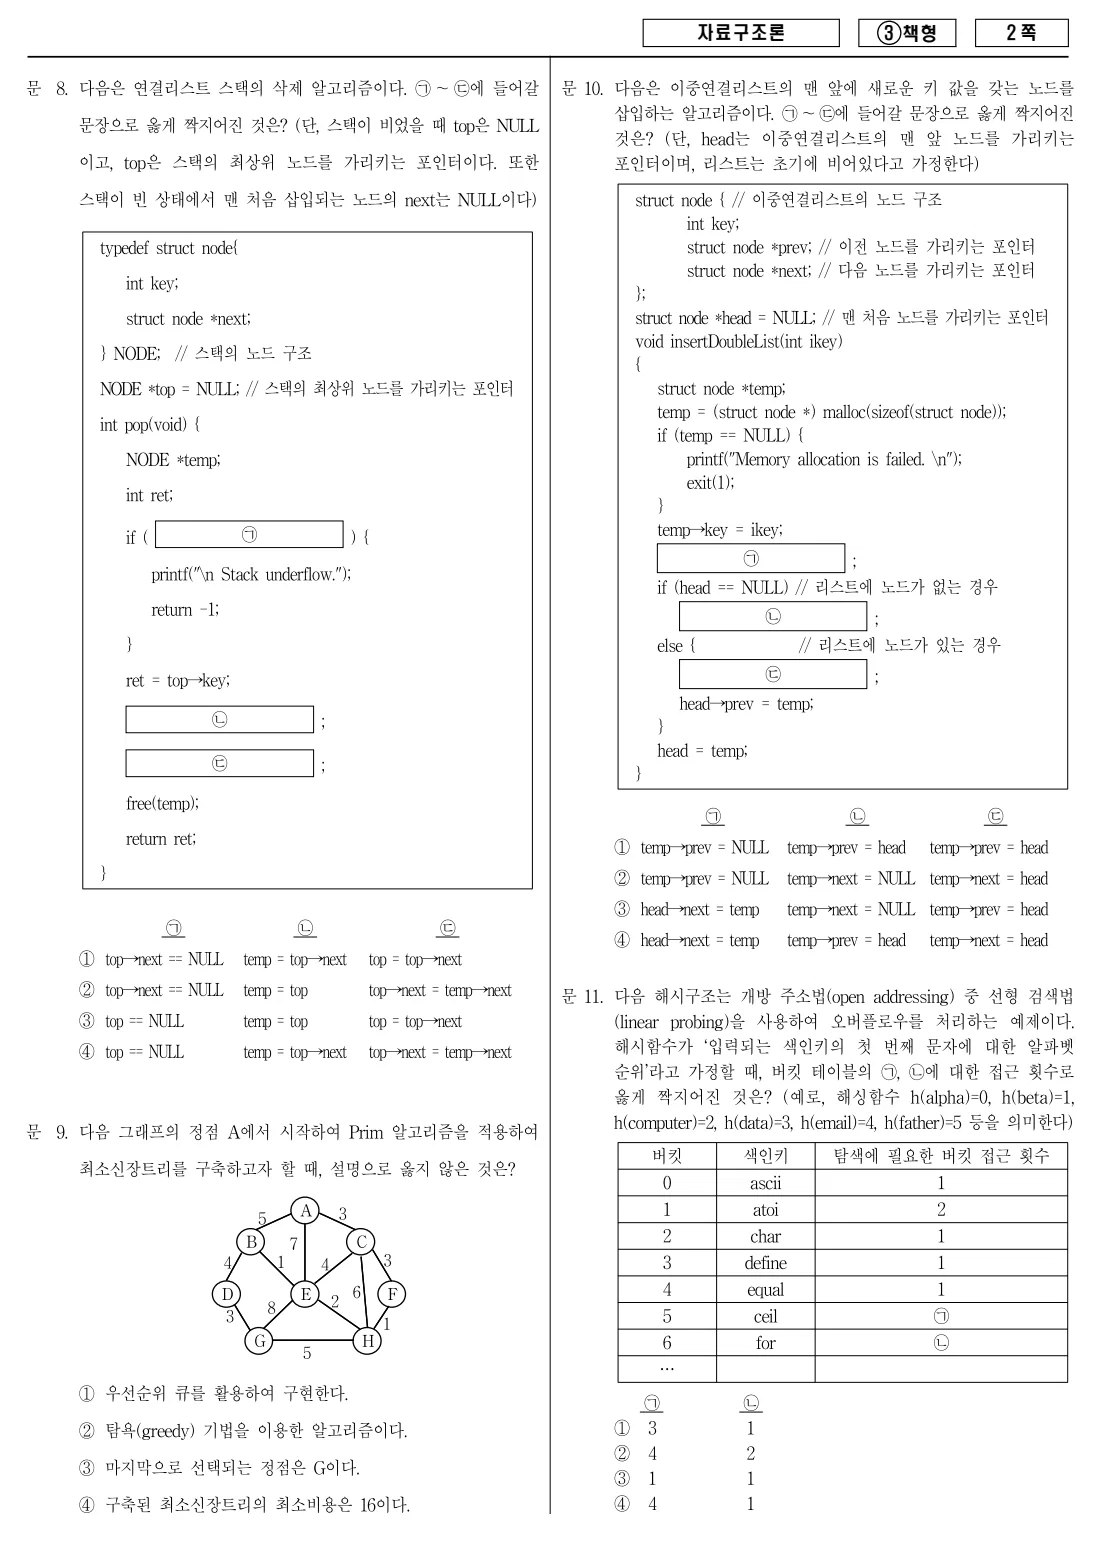 자료구조론
③책형
2 쪽
문 8. 다음은 연결리스트 스택의 삭제 알고리즘이다. ㉠ ~ ㉢에 들어갈
문장으로 옳게 짝지어진 것은? (단, 스택이 비었을 때 top은 NULL
이고, top은 스택의 최상위 노드를 가리키는 포인터이다. 또한
스택이 빈 상태에서 맨 처음 삽입되는 노드의 next는 NULL이다)
typedef struct node{
int key;
struct node *next;
} NODE; // 스택의 노드 구조
NODE *top = NULL; // 스택의 최상위 노드를 가리키는 포인터
int pop(void) {
NODE *temp;
int ret;
if ( ㉠ ) {
printf("\n Stack underflow.");
return -1;
}
ret = top→key;
㉡ ;
㉢ ;
free(temp);
return ret;
}
㉠ ㉡ ㉢
① top→next == NULL temp = top→next top = top→next
② top→next == NULL temp = top top→next = temp→next
③ top == NULL temp = top top = top→next
④ top == NULL temp = top→next top→next = temp→next
문 9. 다음 그래프의 정점 A에서 시작하여 Prim 알고리즘을 적용하여
최소신장트리를 구축하고자 할 때, 설명으로 옳지 않은 것은?
A
5 3
B 7 C
4 1 4 3
D E 6 F
3 8 2 1
G H
5
① 우선순위 큐를 활용하여 구현한다.
② 탐욕(greedy) 기법을 이용한 알고리즘이다.
③ 마지막으로 선택되는 정점은 G이다.
④ 구축된 최소신장트리의 최소비용은 16이다.
문 10. 다음은 이중연결리스트의 맨 앞에 새로운 키 값을 갖는 노드를
삽입하는 알고리즘이다. ㉠ ~ ㉢에 들어갈 문장으로 옳게 짝지어진
것은? (단, head는 이중연결리스트의 맨 앞 노드를 가리키는
포인터이며, 리스트는 초기에 비어있다고 가정한다)
struct node { // 이중연결리스트의 노드 구조
int key;
struct node *prev; // 이전 노드를 가리키는 포인터
struct node *next; // 다음 노드를 가리키는 포인터
};
struct node *head = NULL; // 맨 처음 노드를 가리키는 포인터
void insertDoubleList(int ikey)
{
struct node *temp;
temp = (struct node *) malloc(sizeof(struct node));
if (temp == NULL) {
printf("Memory allocation is failed. \n");
exit(1);
}
temp→key = ikey;
㉠ ;
if (head == NULL) // 리스트에 노드가 없는 경우
㉡ ;
else { // 리스트에 노드가 있는 경우
㉢ ;
head→prev = temp;
}
head = temp;
}
㉠ ㉡ ㉢
① temp→prev = NULL temp→prev = head temp→prev = head
② temp→prev = NULL temp→next = NULL temp→next = head
③ head→next = temp temp→next = NULL temp→prev = head
④ head→next = temp temp→prev = head temp→next = head
문 11. 다음 해시구조는 개방 주소법(open addressing) 중 선형 검색법
(linear probing)을 사용하여 오버플로우를 처리하는 예제이다.
해시함수가 ‘입력되는 색인키의 첫 번째 문자에 대한 알파벳
순위’라고 가정할 때, 버킷 테이블의 ㉠, ㉡에 대한 접근 횟수로
옳게 짝지어진 것은? (예로, 해싱함수 h(alpha)=0, h(beta)=1,
h(computer)=2, h(data)=3, h(email)=4, h(father)=5 등을 의미한다)
버킷 색인키 탐색에 필요한 버킷 접근 횟수
0 ascii 1
1 atoi 2
2 char 1
3 define 1
4 equal 1
5 ceil ㉠
6 for ㉡
…
㉠ ㉡
① 3 1
② 4 2
③ 1 1
④ 4 1